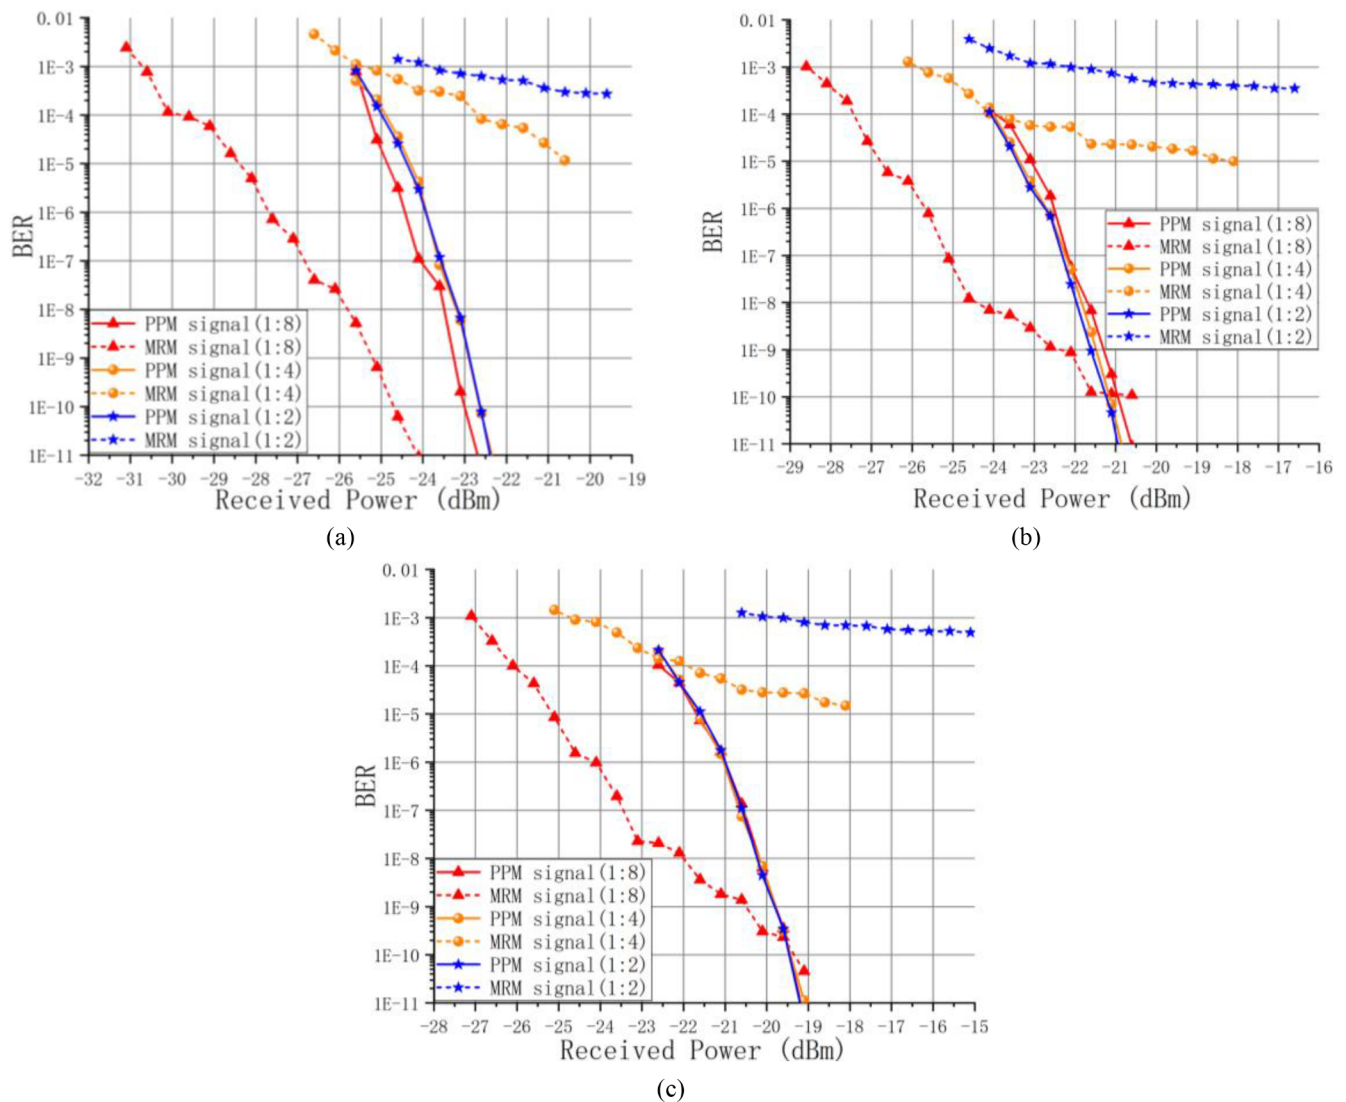 0.01
1E-3
1E-4
1E-5
1E-6
1E-7
1E-8
1E-9
1E-10
1E-11
BER
PPM signal(1:8)
MRM signal(1:8)
PPM signal(1:4)
MRM signal(1:4)
PPM signal(1:2)
MRM signal(1:2)
-32 -31 -30 -29 -28 -27 -26 -25 -24 -23 -22 -21 -20 -19
Received Power (dBm)
(a)
0.01
1E-3
1E-4
1E-5
1E-6
1E-7
1E-8
1E-9
1E-10
1E-11
BER
PPM signal(1:8)
MRM signal(1:8)
PPM signal(1:4)
MRM signal(1:4)
PPM signal(1:2)
MRM signal(1:2)
-29 -28 -27 -26 -25 -24 -23 -22 -21 -20 -19 -18 -17 -16
Received Power (dBm)
(b)
0.01
1E-3
1E-4
1E-5
1E-6
1E-7
1E-8
1E-9
1E-10
1E-11
BER
PPM signal(1:8)
MRM signal(1:8)
PPM signal(1:4)
MRM signal(1:4)
PPM signal(1:2)
MRM signal(1:2)
-28 -27 -26 -25 -24 -23 -22 -21 -20 -19 -18 -17 -16 -15
Received Power (dBm)
(c)